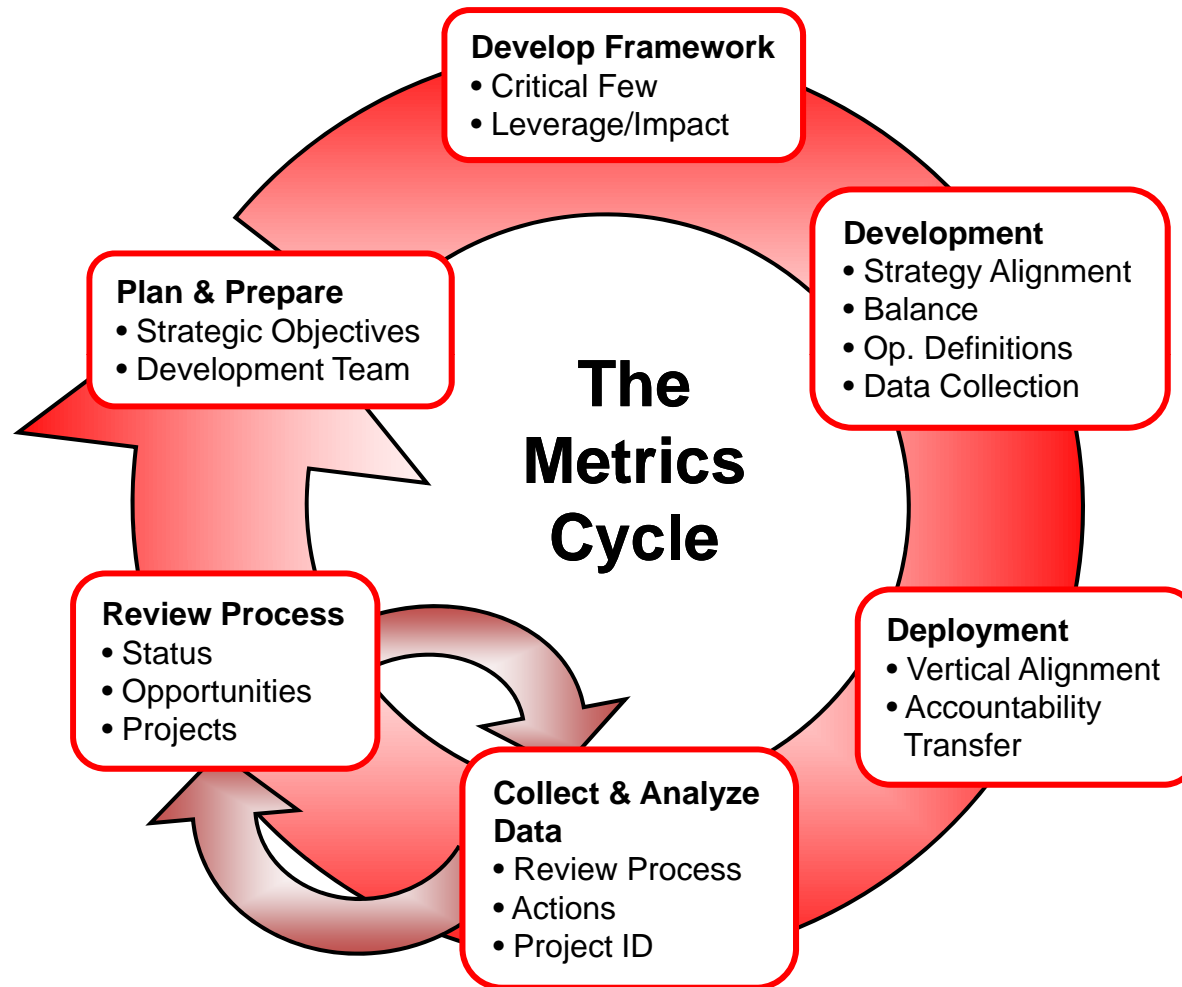 Develop Framework
• Critical Few
• Leverage/Impact
Development
• Strategy Alignment
• Balance
• Op. Definitions
• Data Collection
Plan & Prepare
• Strategic Objectives
• Development Team
The
Metrics
Cycle
Review Process
• Status
• Opportunities
• Projects
Deployment
• Vertical Alignment
• Accountability
Transfer
Collect & Analyze
Data
• Review Process
• Actions
• Project ID